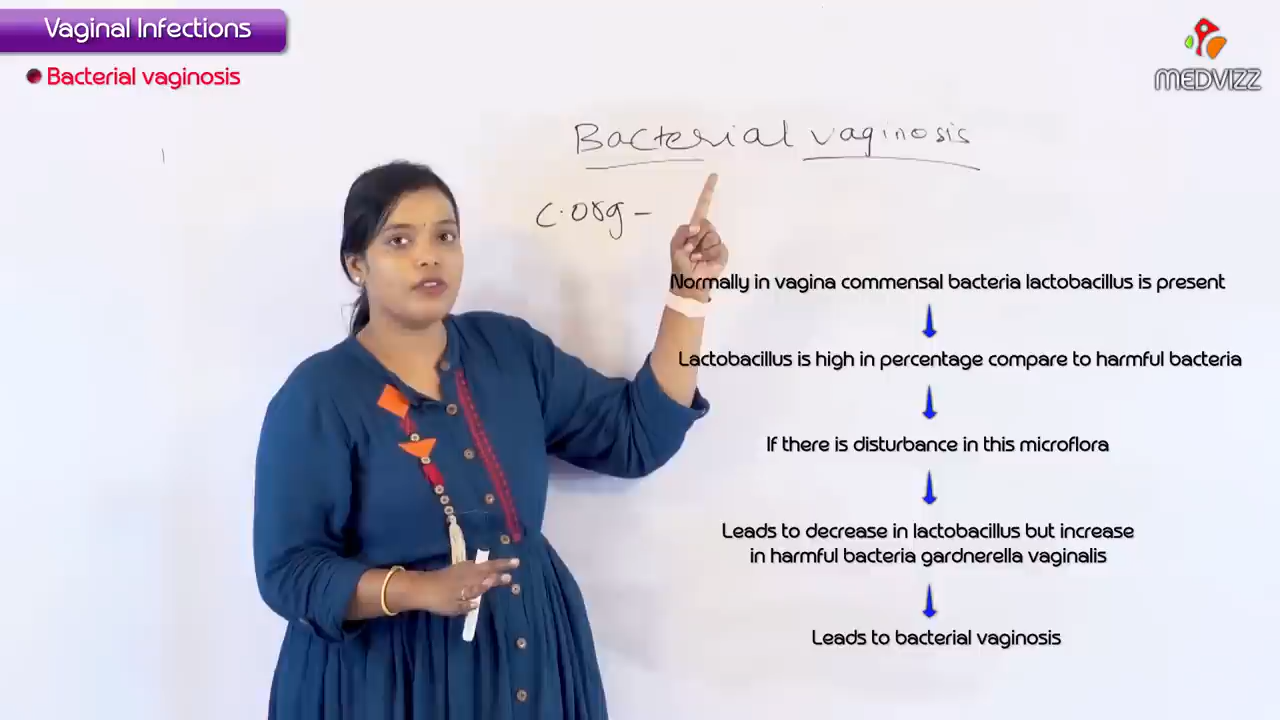 Vaginal Infections
Bacterial vaginosis
MEDVIZZ
Bacterial vaginosis
C.org -
Normally in vagina commensal bacteria lactobacillus is present
Lactobacillus is high in percentage compare to harmful bacteria
If there is disturbance in this microflora
Leads to decrease in lactobacillus but increase
in harmful bacteria gardnerella vaginalis
Leads to bacterial vaginosis